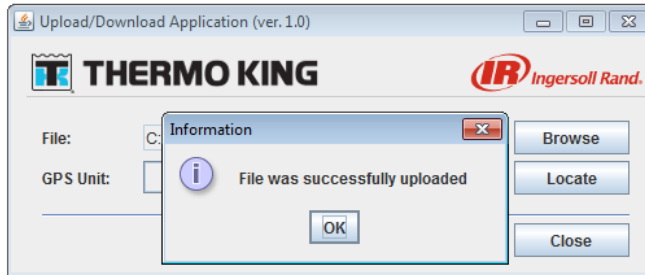 Upload/Download Application (ver. 1.0)
THERMO KING
IR Ingersoll Rand.
Information
File: C: Browse
File was successfully uploaded
GPS Unit: Locate
OK
Close